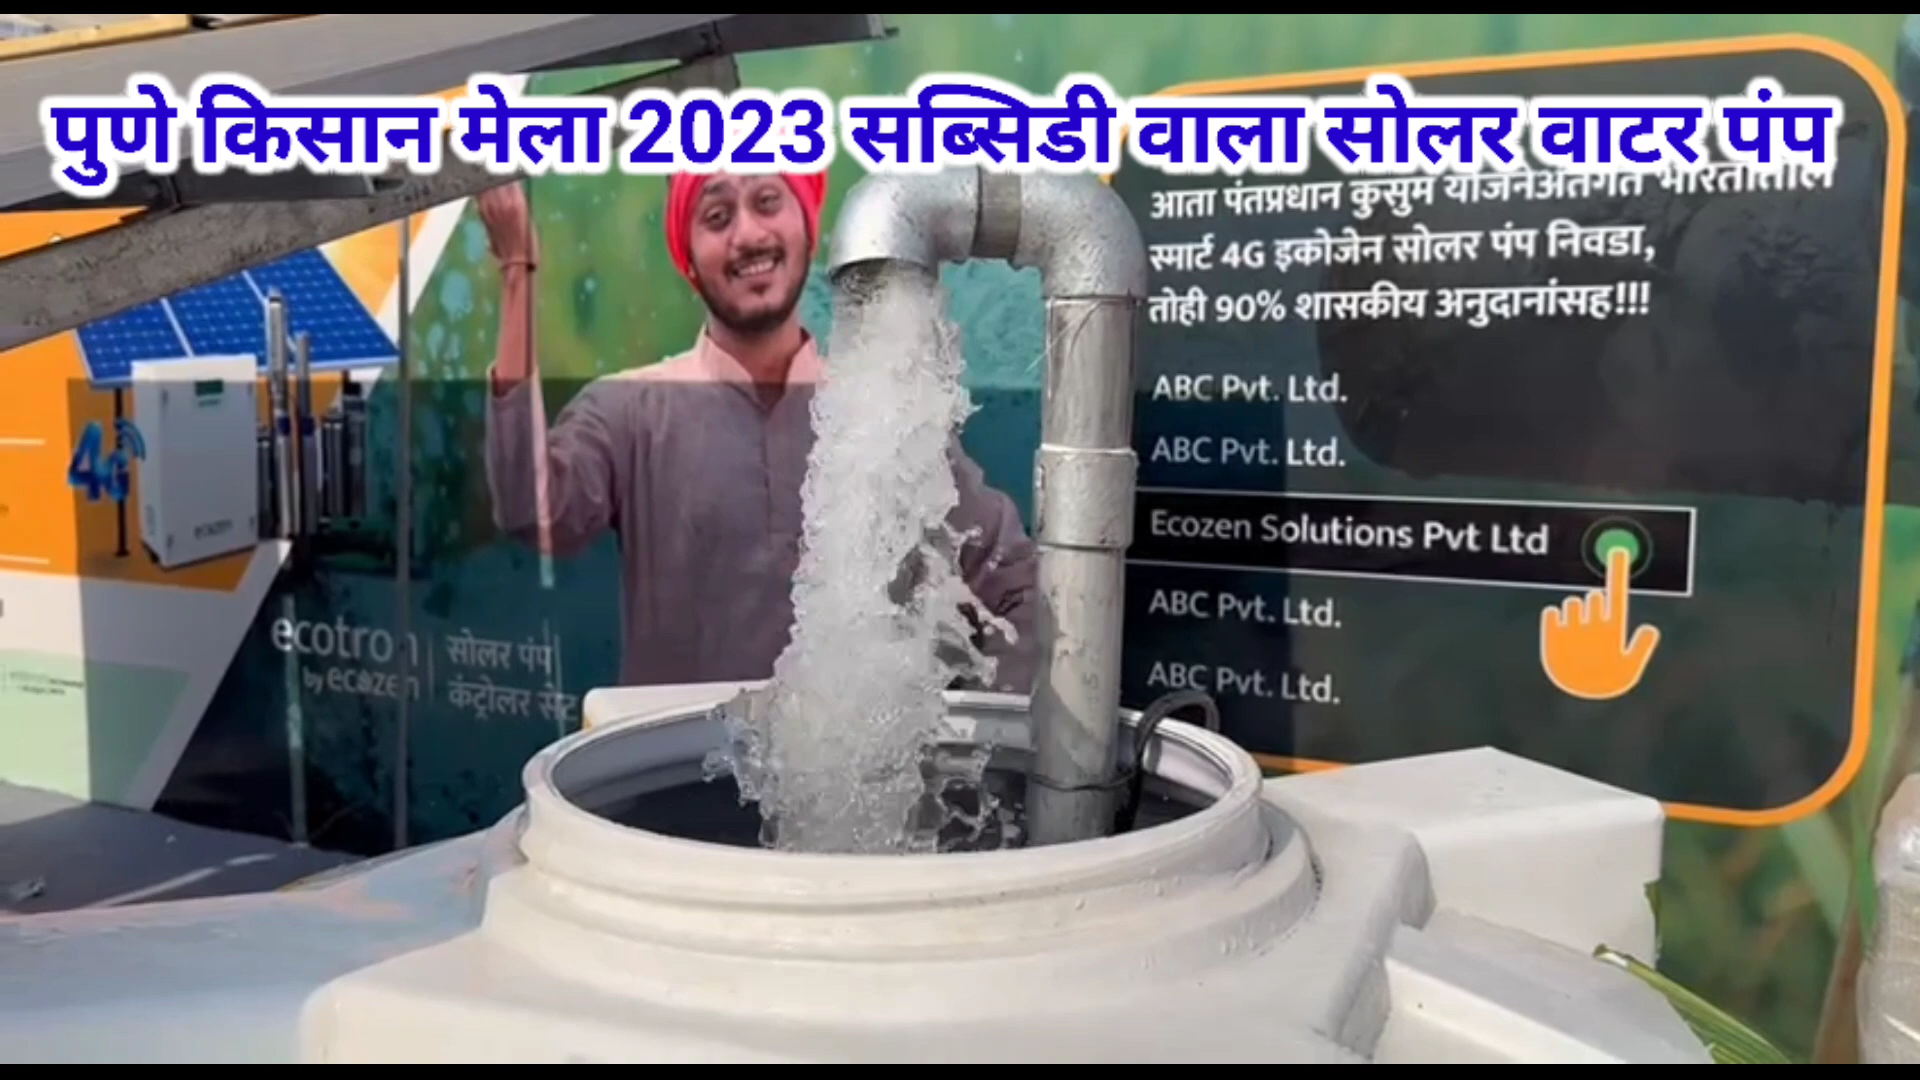 पुणे किसान मेला 2023 सब्सिडी वाला सोलर वाटर पंप
आता पंतप्रधान कुसुम योजनेअंतर्गत भारतातील
स्मार्ट 4G इकोजेन सोलर पंप निवडा,
तोही 90% शासकीय अनुदानांसह!!!
ABC Pvt. Ltd.
ABC Pvt. Ltd.
Ecozen Solutions Pvt Ltd
ABC Pvt. Ltd.
ABC Pvt. Ltd.
4G
ecozen
ecotron
by ecozen
सोलर पंप
कंट्रोलर सेट